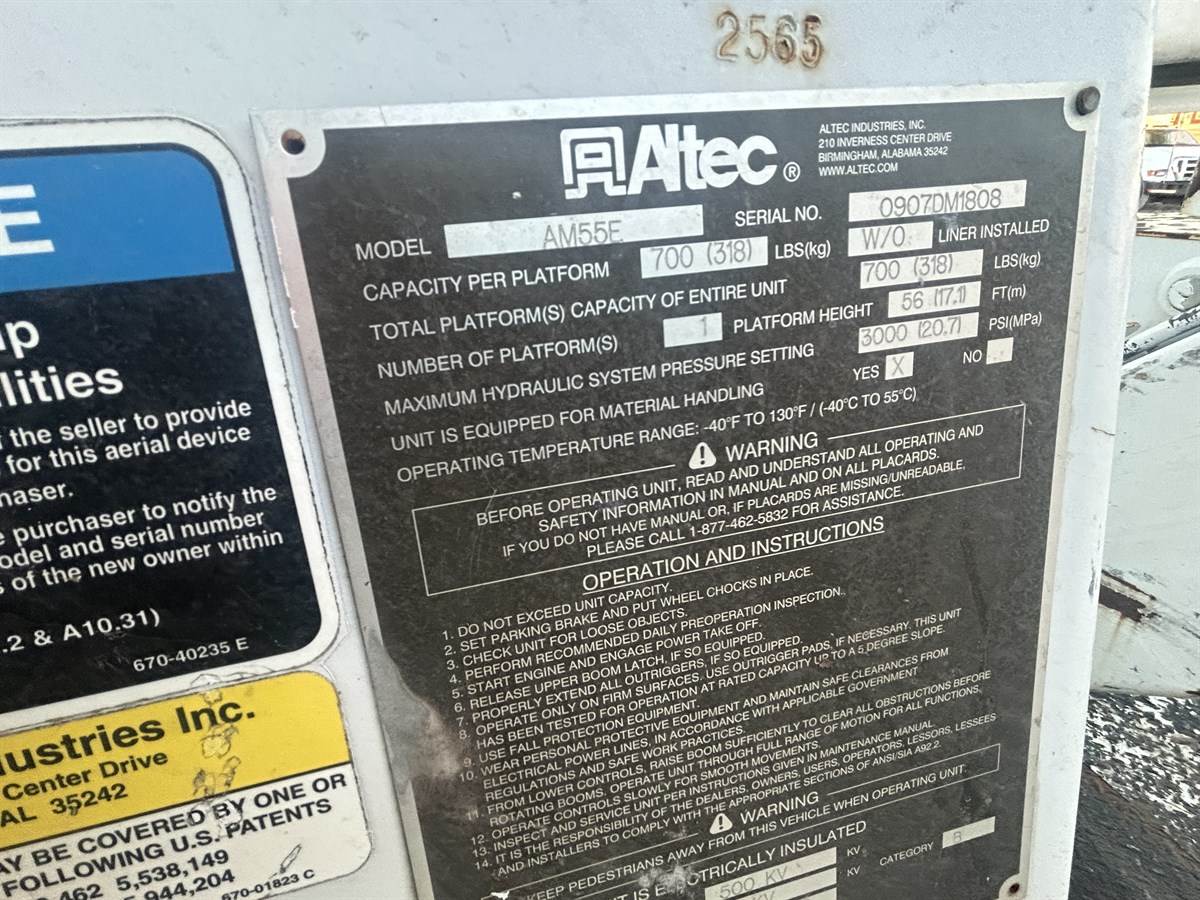 2565
E
lities
f the seller to provide
for this aerial device
haser.
e purchaser to notify the
odel and serial number
s of the new owner within
.2 & A10.31)
670-40235 E
ustries Inc.
Center Drive
AL 35242
AY BE COVERED BY ONE OR
FOLLOWING U.S. PATENTS
462 5,538,149
944,204
670-01823 C
Altec®
ALTEC INDUSTRIES, INC.
210 INVERNESS CENTER DRIVE
BIRMINGHAM, ALABAMA 35242
WWW.ALTEC.COM
MODEL AM55E SERIAL NO. 0907DM1808
CAPACITY PER PLATFORM 700 (318) LBS(kg) W/O LINER INSTALLED
TOTAL PLATFORM(S) CAPACITY OF ENTIRE UNIT 700 (318) LBS(kg)
NUMBER OF PLATFORM(S) 1 PLATFORM HEIGHT 56 (17.1) FT(m)
MAXIMUM HYDRAULIC SYSTEM PRESSURE SETTING 3000 (20.7) PSI(MPa)
UNIT IS EQUIPPED FOR MATERIAL HANDLING YES X NO
OPERATING TEMPERATURE RANGE: -40°F TO 130°F / (-40°C TO 55°C)
WARNING
BEFORE OPERATING UNIT, READ AND UNDERSTAND ALL OPERATING AND
SAFETY INFORMATION IN MANUAL AND ON ALL PLACARDS.
IF YOU DO NOT HAVE MANUAL OR, IF PLACARDS ARE MISSING/UNREADABLE,
PLEASE CALL 1-877-462-5832 FOR ASSISTANCE.
OPERATION AND INSTRUCTIONS
1. DO NOT EXCEED UNIT CAPACITY.
2. SET PARKING BRAKE AND PUT WHEEL CHOCKS IN PLACE.
3. CHECK UNIT FOR LOOSE OBJECTS.
4. PERFORM RECOMMENDED DAILY PREOPERATION INSPECTION.
5. START ENGINE AND ENGAGE POWER TAKE OFF.
6. RELEASE UPPER BOOM LATCH, IF SO EQUIPPED.
7. PROPERLY EXTEND ALL OUTRIGGERS, IF SO EQUIPPED.
8. OPERATE ONLY ON FIRM SURFACES. USE OUTRIGGER PADS, IF NECESSARY. THIS UNIT
HAS BEEN TESTED FOR OPERATION AT RATED CAPACITY UP TO A 5 DEGREE SLOPE.
9. USE FALL PROTECTION EQUIPMENT.
10. WEAR PERSONAL PROTECTIVE EQUIPMENT AND MAINTAIN SAFE CLEARANCES FROM
ELECTRICAL POWER LINES, IN ACCORDANCE WITH APPLICABLE GOVERNMENT
REGULATIONS AND SAFE WORK PRACTICES.
11. FROM LOWER CONTROLS, RAISE BOOM SUFFICIENTLY TO CLEAR ALL OBSTRUCTIONS BEFORE
ROTATING BOOMS. OPERATE UNIT THROUGH FULL RANGE OF MOTION FOR ALL FUNCTIONS.
12. OPERATE CONTROLS SLOWLY FOR SMOOTH MOVEMENTS.
13. INSPECT AND SERVICE UNIT PER INSTRUCTIONS GIVEN IN MAINTENANCE MANUAL.
14. IT IS THE RESPONSIBILITY OF THE DEALERS, OWNERS, USERS, OPERATORS, LESSORS, LESSEES
AND INSTALLERS TO COMPLY WITH THE APPROPRIATE SECTIONS OF ANSI/SIA A92.2.
WARNING
KEEP PEDESTRIANS AWAY FROM THIS VEHICLE WHEN OPERATING UNIT.
IS ELECTRICALLY INSULATED
KV CATEGORY B
500 KV KV
KV